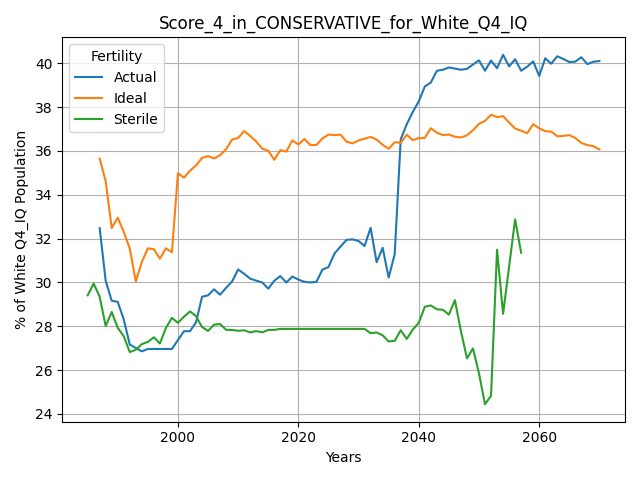 Score_4_in_CONSERVATIVE_for_White_Q4_IQ
Fertility
Actual
Ideal
Sterile
% of White Q4_IQ Population
40
38
36
34
32
30
28
26
24
2000
2020
2040
2060
Years